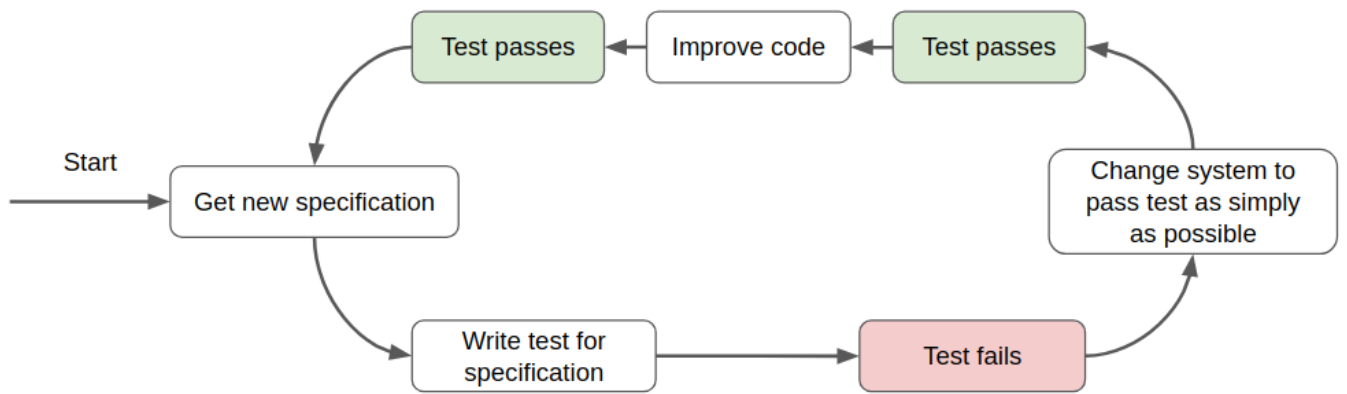 Test passes
Improve code
Test passes
Start
Get new specification
Change system to
pass test as simply
as possible
Write test for
specification
Test fails